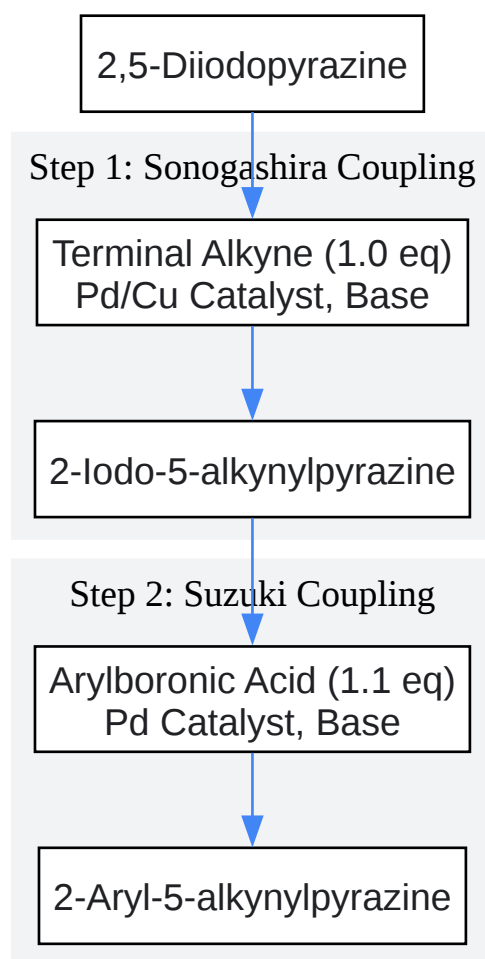 2,5-Diiodopyrazine
Step 1: Sonogashira Coupling
Terminal Alkyne (1.0 eq)
Pd/Cu Catalyst, Base
2-Iodo-5-alkynylpyrazine
Step 2: Suzuki Coupling
Arylboronic Acid (1.1 eq)
Pd Catalyst, Base
2-Aryl-5-alkynylpyrazine